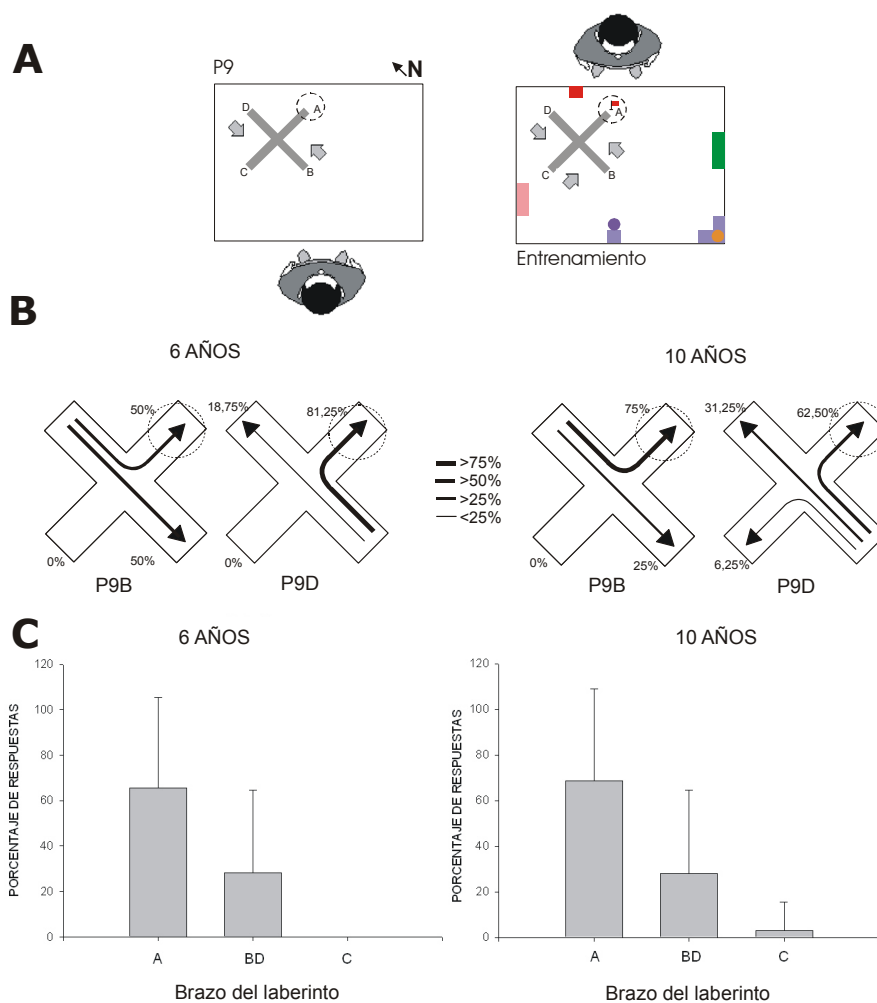 A
P9
N
D
A
C
B
D
A
C
B
Entrenamiento
B
6 AÑOS
10 AÑOS
50%
18,75%
81,25%
75%
31,25%
62,50%
>75%
>50%
>25%
<25%
0%
50%
0%
0%
25%
6,25%
P9B
P9D
P9B
P9D
C
6 AÑOS
10 AÑOS
PORCENTAJE DE RESPUESTAS
120
100
80
60
40
20
0
A
BD
C
Brazo del laberinto
PORCENTAJE DE RESPUESTAS
120
100
80
60
40
20
0
A
BD
C
Brazo del laberinto